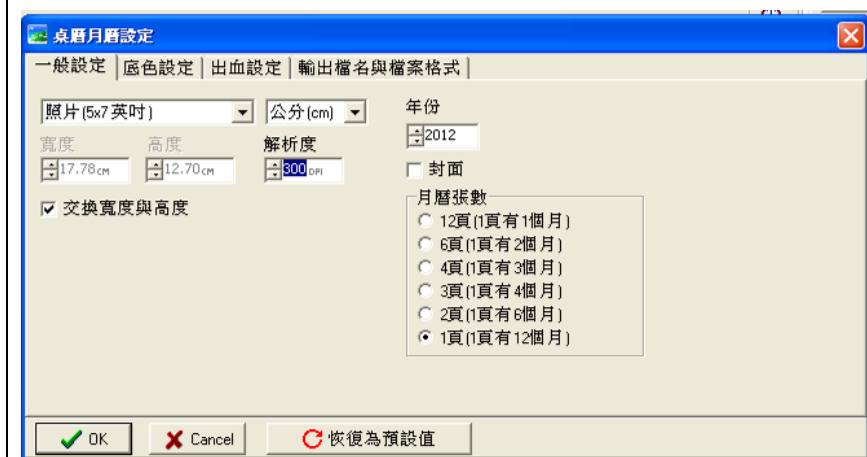 桌曆月曆設定
一般設定 底色設定 出血設定 輸出檔名與檔案格式
照片(5x7英吋) 公分(cm)
寬度 高度 解析度
17.78cm 12.70cm 300 DPI
交換寬度與高度
年份
2012
封面
月曆張數
12頁(1頁有1個月)
6頁(1頁有2個月)
4頁(1頁有3個月)
3頁(1頁有4個月)
2頁(1頁有6個月)
1頁(1頁有12個月)
OK Cancel 恢復為預設值